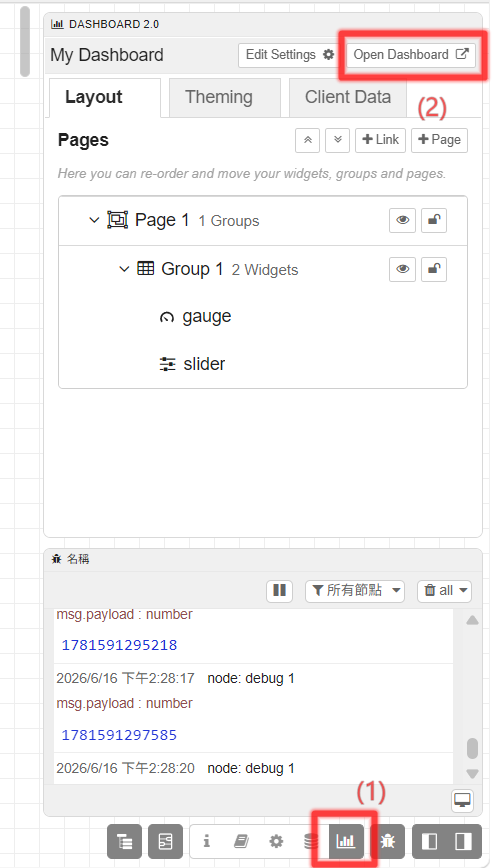 DASHBOARD 2.0
My Dashboard
Edit Settings
Open Dashboard
Layout
Theming
Client Data
(2)
Pages
Link
Page
Here you can re-order and move your widgets, groups and pages.
Page 1 1 Groups
Group 1 2 Widgets
gauge
slider
名稱
所有節點
all
msg.payload : number
1781591295218
2026/6/16 下午2:28:17 node: debug 1
msg.payload : number
1781591297585
2026/6/16 下午2:28:20 node: debug 1
(1)